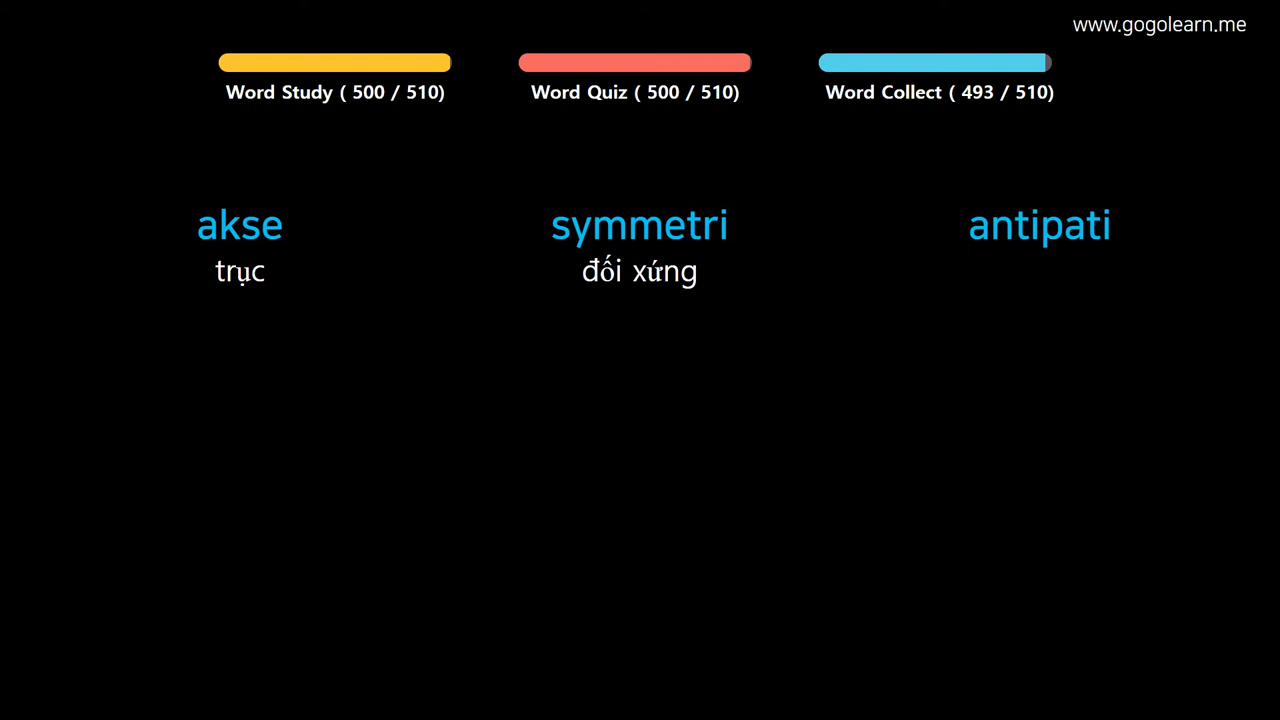 www.gogolearn.me
Word Study ( 500 / 510)
Word Quiz ( 500 / 510)
Word Collect ( 493 / 510)
akse
symmetri
antipati
trục
đối xứng